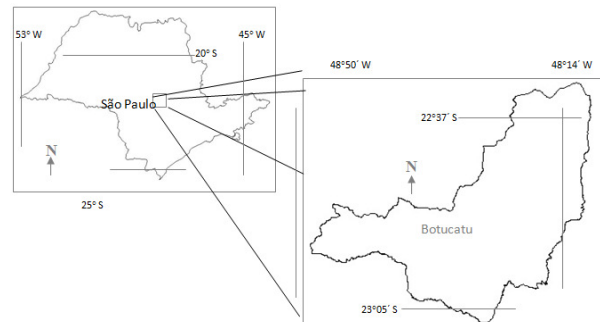 53° W
45° W
20° S
São Paulo
N
25° S
48°50´ W
48°14´ W
22°37´ S
N
Botucatu
23°05´ S